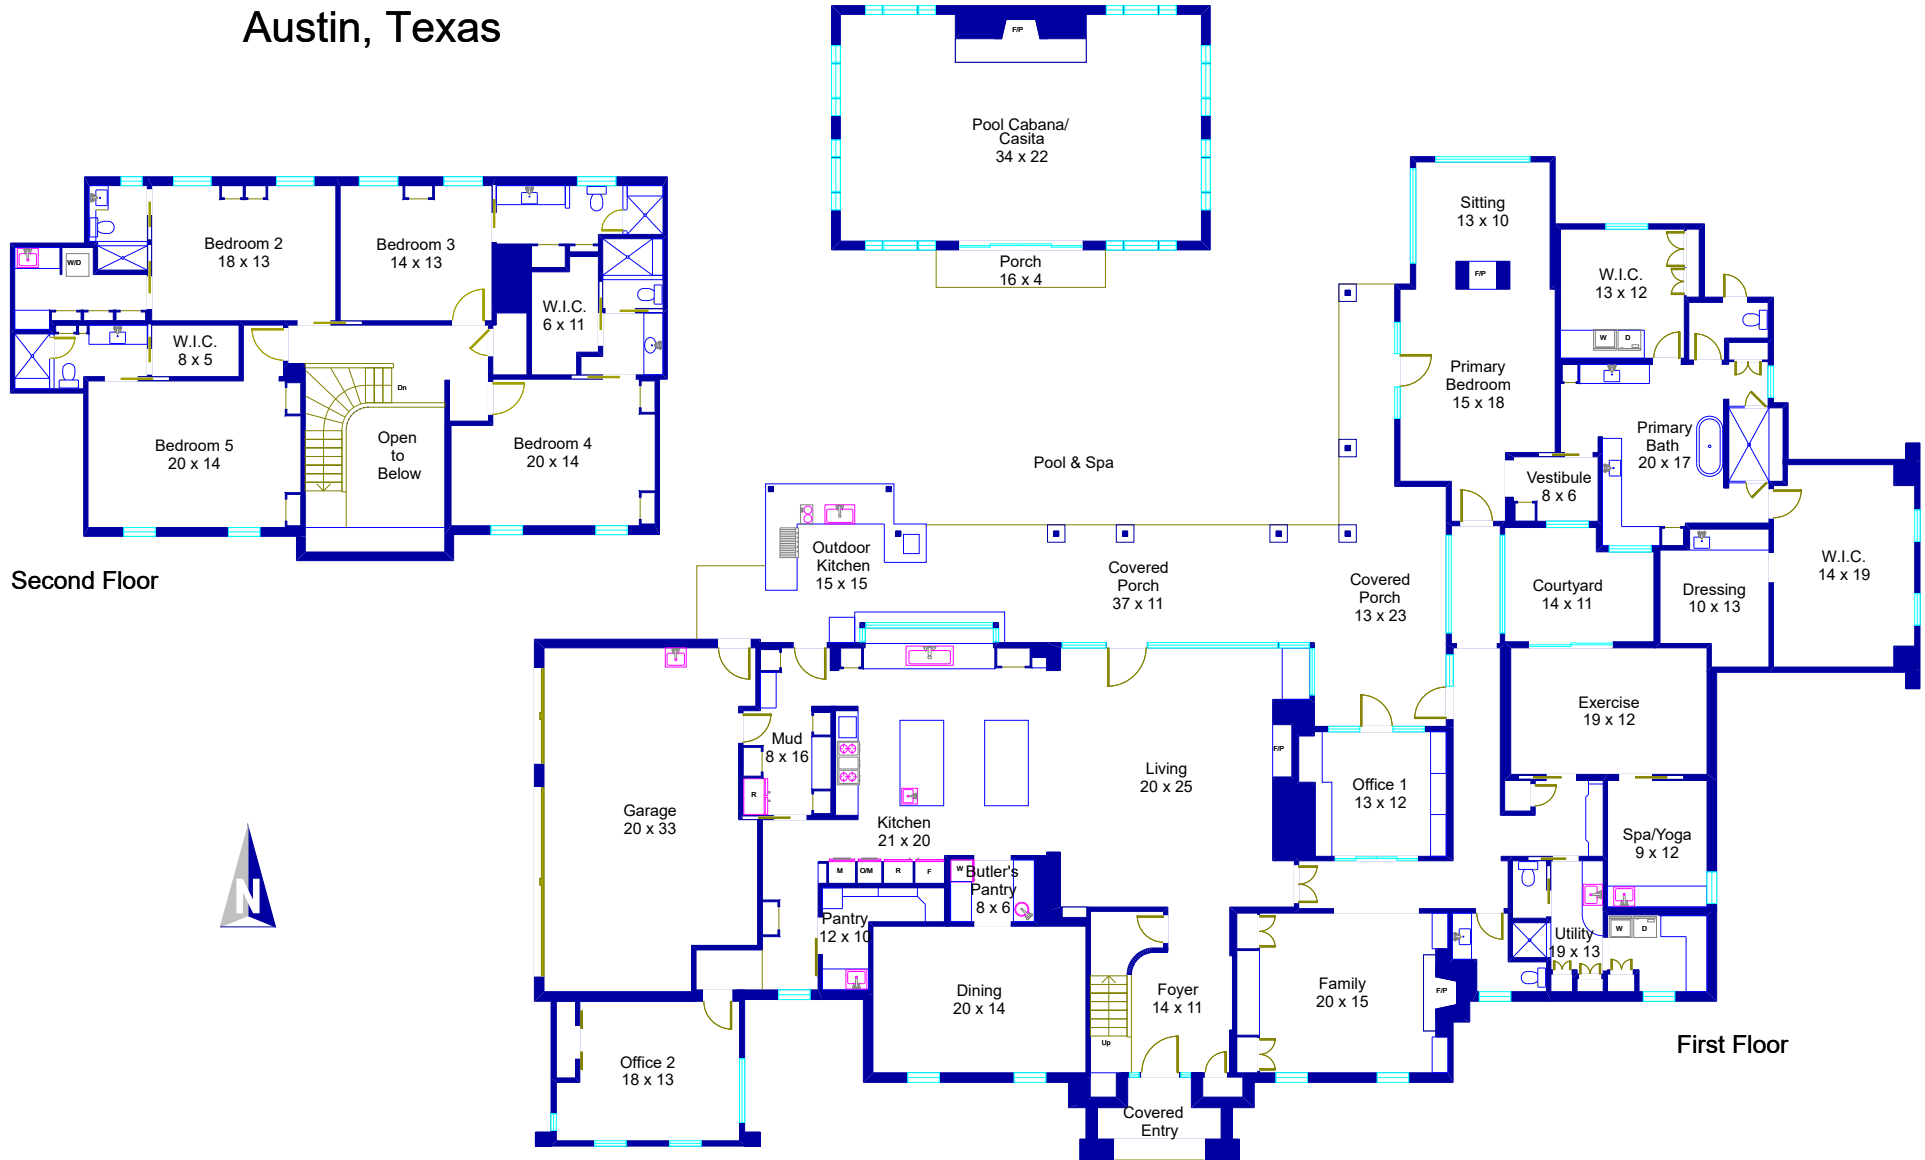 Austin, Texas
F/P
Pool Cabana/
Casita
34 x 22
Porch
16 x 4
Bedroom 2
18 x 13
Bedroom 3
14 x 13
W/D
W.I.C.
6 x 11
W.I.C.
8 x 5
Dn
Bedroom 5
20 x 14
Open
to
Below
Bedroom 4
20 x 14
Second Floor
Sitting
13 x 10
F/P
W.I.C.
13 x 12
W
D
Primary
Bedroom
15 x 18
Primary
Bath
20 x 17
Vestibule
8 x 6
Pool & Spa
Outdoor
Kitchen
15 x 15
Covered
Porch
37 x 11
Covered
Porch
13 x 23
Courtyard
14 x 11
Dressing
10 x 13
W.I.C.
14 x 19
Exercise
19 x 12
Mud
8 x 16
R
Living
20 x 25
F/P
Office 1
13 x 12
Garage
20 x 33
Kitchen
21 x 20
Spa/Yoga
9 x 12
M
O/M
R
F
W
Butler's
Pantry
8 x 6
Pantry
12 x 10
Utility
19 x 13
W
D
Dining
20 x 14
Foyer
14 x 11
Up
Family
20 x 15
F/P
Office 2
18 x 13
Covered
Entry
First Floor
N